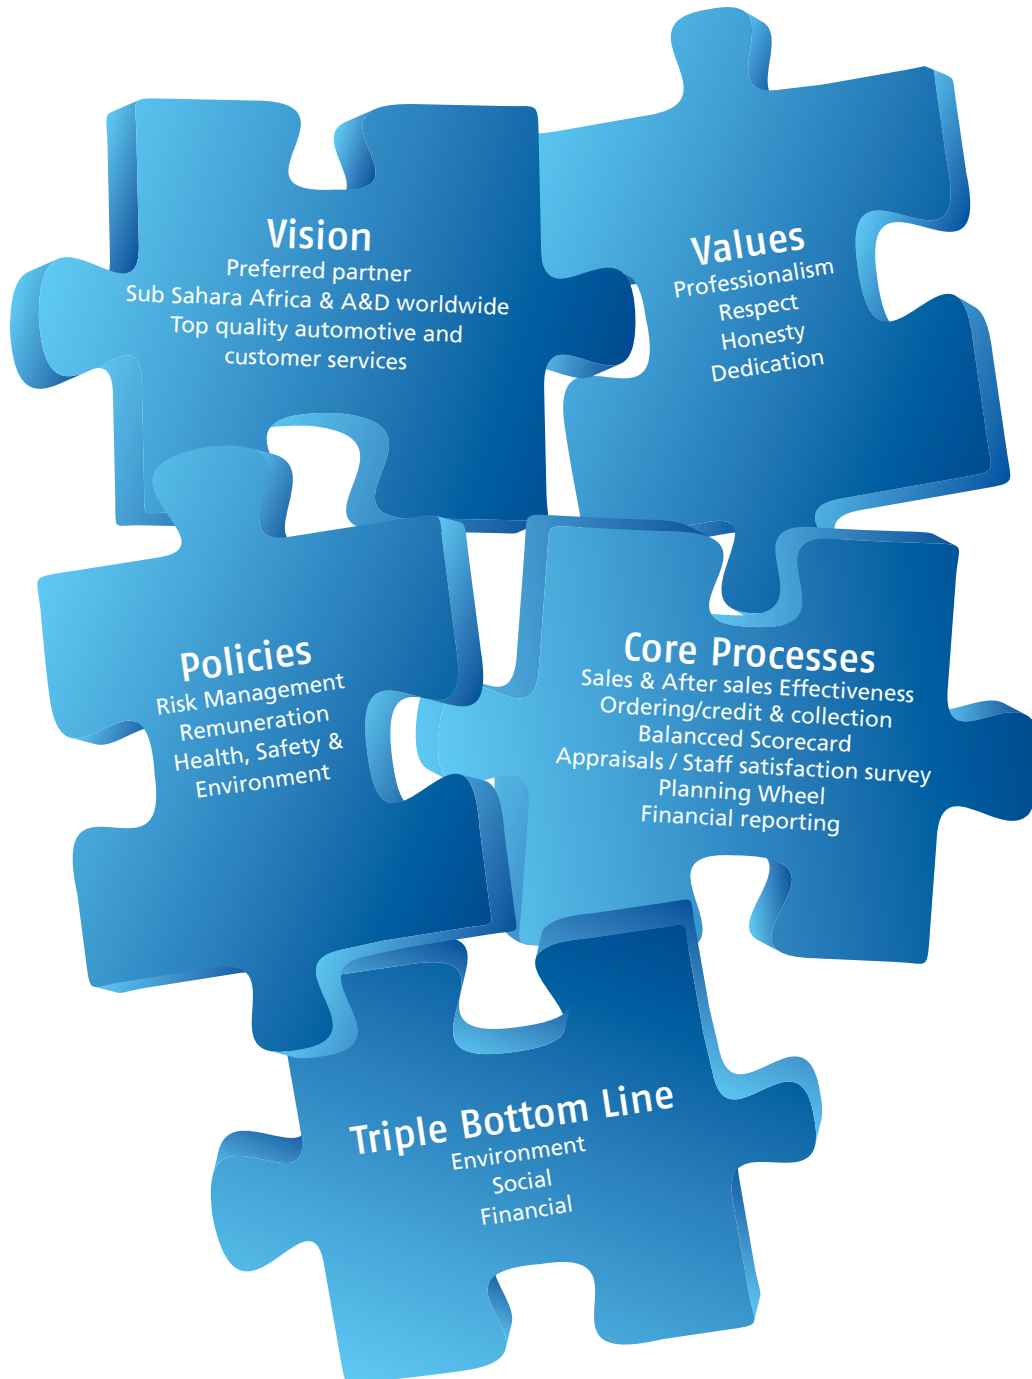 Vision
Preferred partner
Sub Sahara Africa & A&D worldwide
Top quality automotive and
customer services
Values
Professionalism
Respect
Honesty
Dedication
Policies
Risk Management
Remuneration
Health, Safety &
Environment
Core Processes
Sales & After sales Effectiveness
Ordering/credit & collection
Balancced Scorecard
Appraisals / Staff satisfaction survey
Planning Wheel
Financial reporting
Triple Bottom Line
Environment
Social
Financial